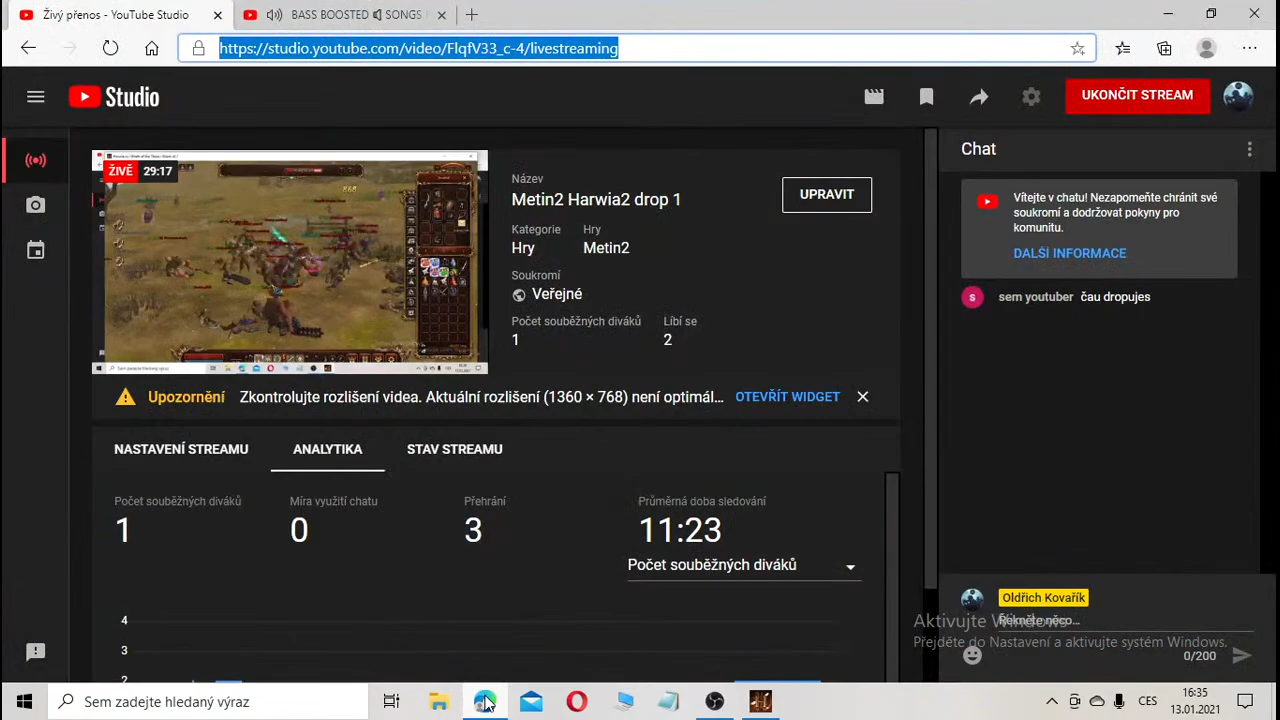 Živý přenos - YouTube Studio
BASS BOOSTED
SONGS
https://studio.youtube.com/video/FlqfV33_c-4/livestreaming
Studio
UKONČIT STREAM
ŽIVĚ 29:17
Název
Metin2 Harwia2 drop 1
UPRAVIT
Kategorie
Hry
Hry
Metin2
Soukromí
Veřejné
Počet souběžných diváků
1
Líbí se
2
Upozornění Zkontrolujte rozlišení videa. Aktuální rozlišení (1360 × 768) není optimál... OTEVŘÍT WIDGET
NASTAVENÍ STREAMU
ANALYTIKA
STAV STREAMU
Počet souběžných diváků
1
Míra využití chatu
0
Přehrání
3
Průměrná doba sledování
11:23
Počet souběžných diváků
4
3
2
Chat
Vítejte v chatu! Nezapomeňte chránit své
soukromí a dodržovat pokyny pro
komunitu.
DALŠÍ INFORMACE
s
sem youtuber čau dropujes
Oldřich Kovařík
Řekněte něco...
0/200
Aktivujte Windows
Přejděte do Nastavení a aktivujte systém Windows.
Sem zadejte hledaný výraz
CES
16:35
13.01.2021